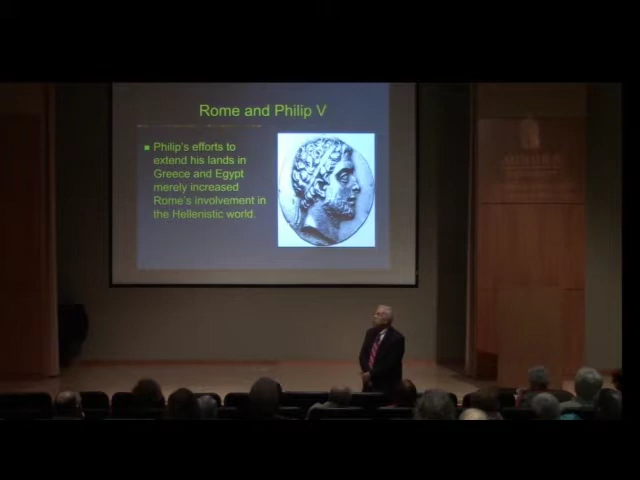 Rome and Philip V
Philip's efforts to
extend his lands in
Greece and Egypt
merely increased
Rome's involvement in
the Hellenistic world.